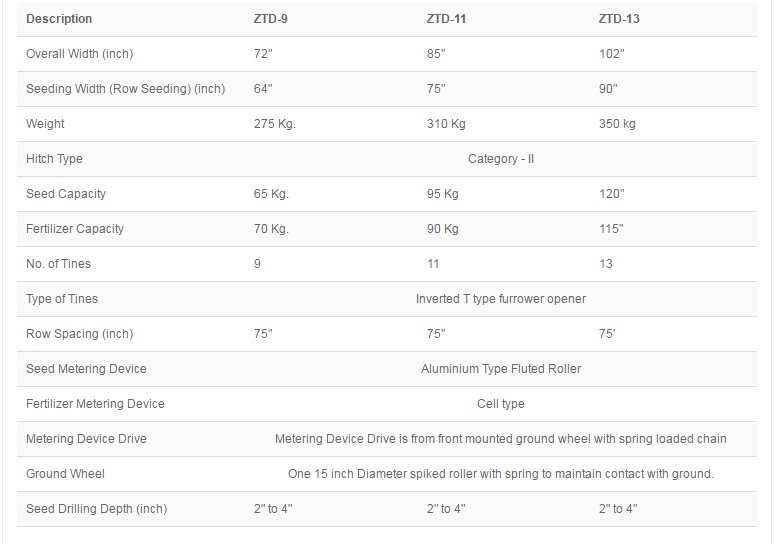 Description ZTD-9 ZTD-11 ZTD-13
Overall Width (inch) 72" 85" 102"
Seeding Width (Row Seeding) (inch) 64" 75" 90"
Weight 275 Kg. 310 Kg 350 kg
Hitch Type Category - II
Seed Capacity 65 Kg. 95 Kg 120"
Fertilizer Capacity 70 Kg. 90 Kg 115"
No. of Tines 9 11 13
Type of Tines Inverted T type furrower opener
Row Spacing (inch) 75" 75" 75'
Seed Metering Device Aluminium Type Fluted Roller
Fertilizer Metering Device Cell type
Metering Device Drive Metering Device Drive is from front mounted ground wheel with spring loaded chain
Ground Wheel One 15 inch Diameter spiked roller with spring to maintain contact with ground.
Seed Drilling Depth (inch) 2" to 4" 2" to 4" 2" to 4"